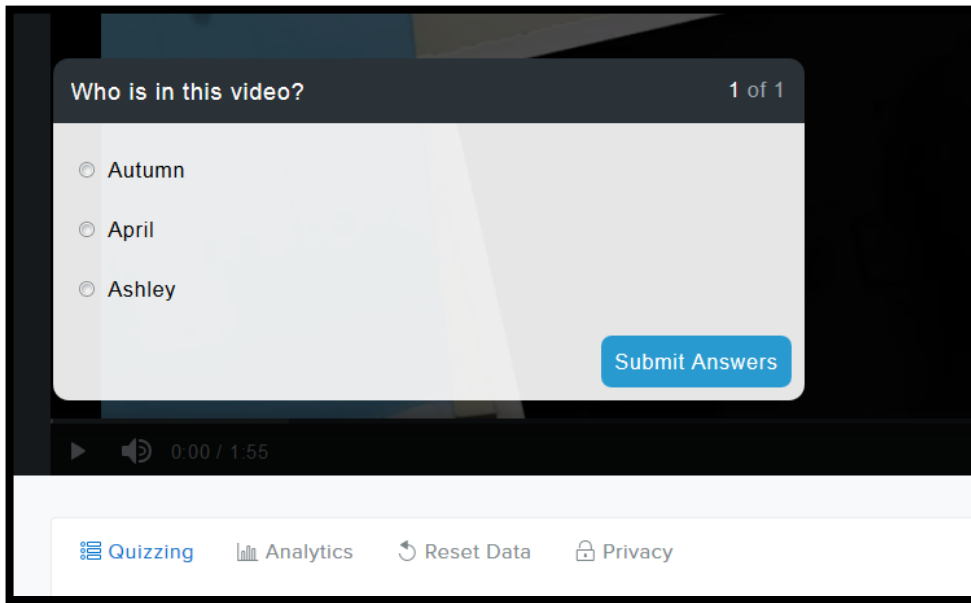 Who is in this video? 1 of 1
Autumn
April
Ashley
Submit Answers
0:00 / 1:55
Quizzing Analytics Reset Data Privacy